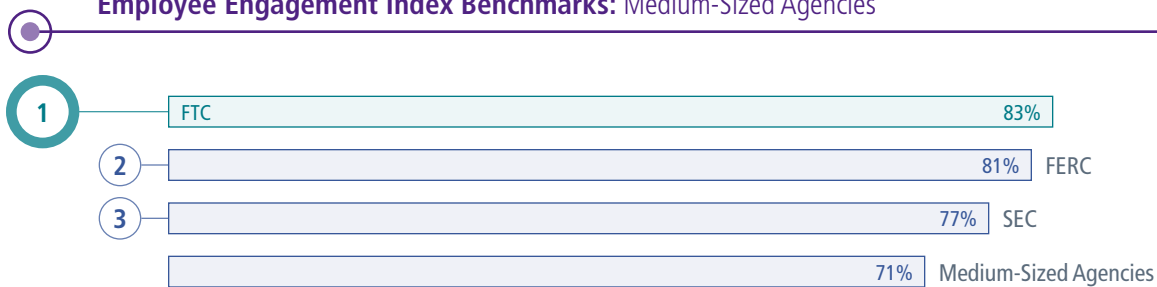 Employee Engagement Index Benchmarks: Medium-Sized Agencies
1 FTC 83%
2 81% FERC
3 77% SEC
71% Medium-Sized Agencies